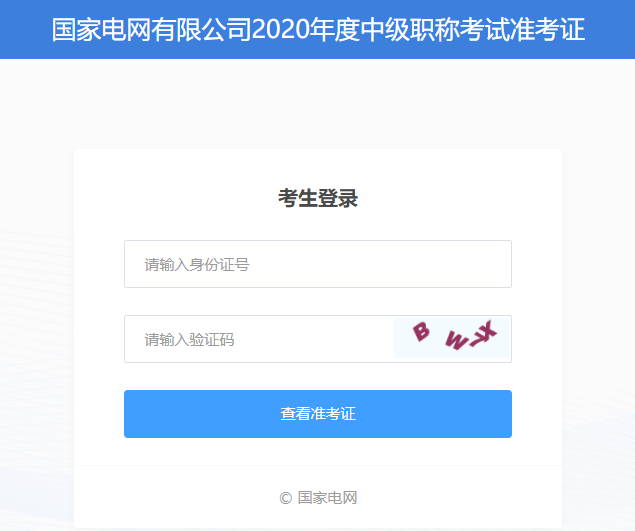 国家电网有限公司2020年度中级职称考试准考证
考生登录
请输入身份证号
请输入验证码
查看准考证
© 国家电网